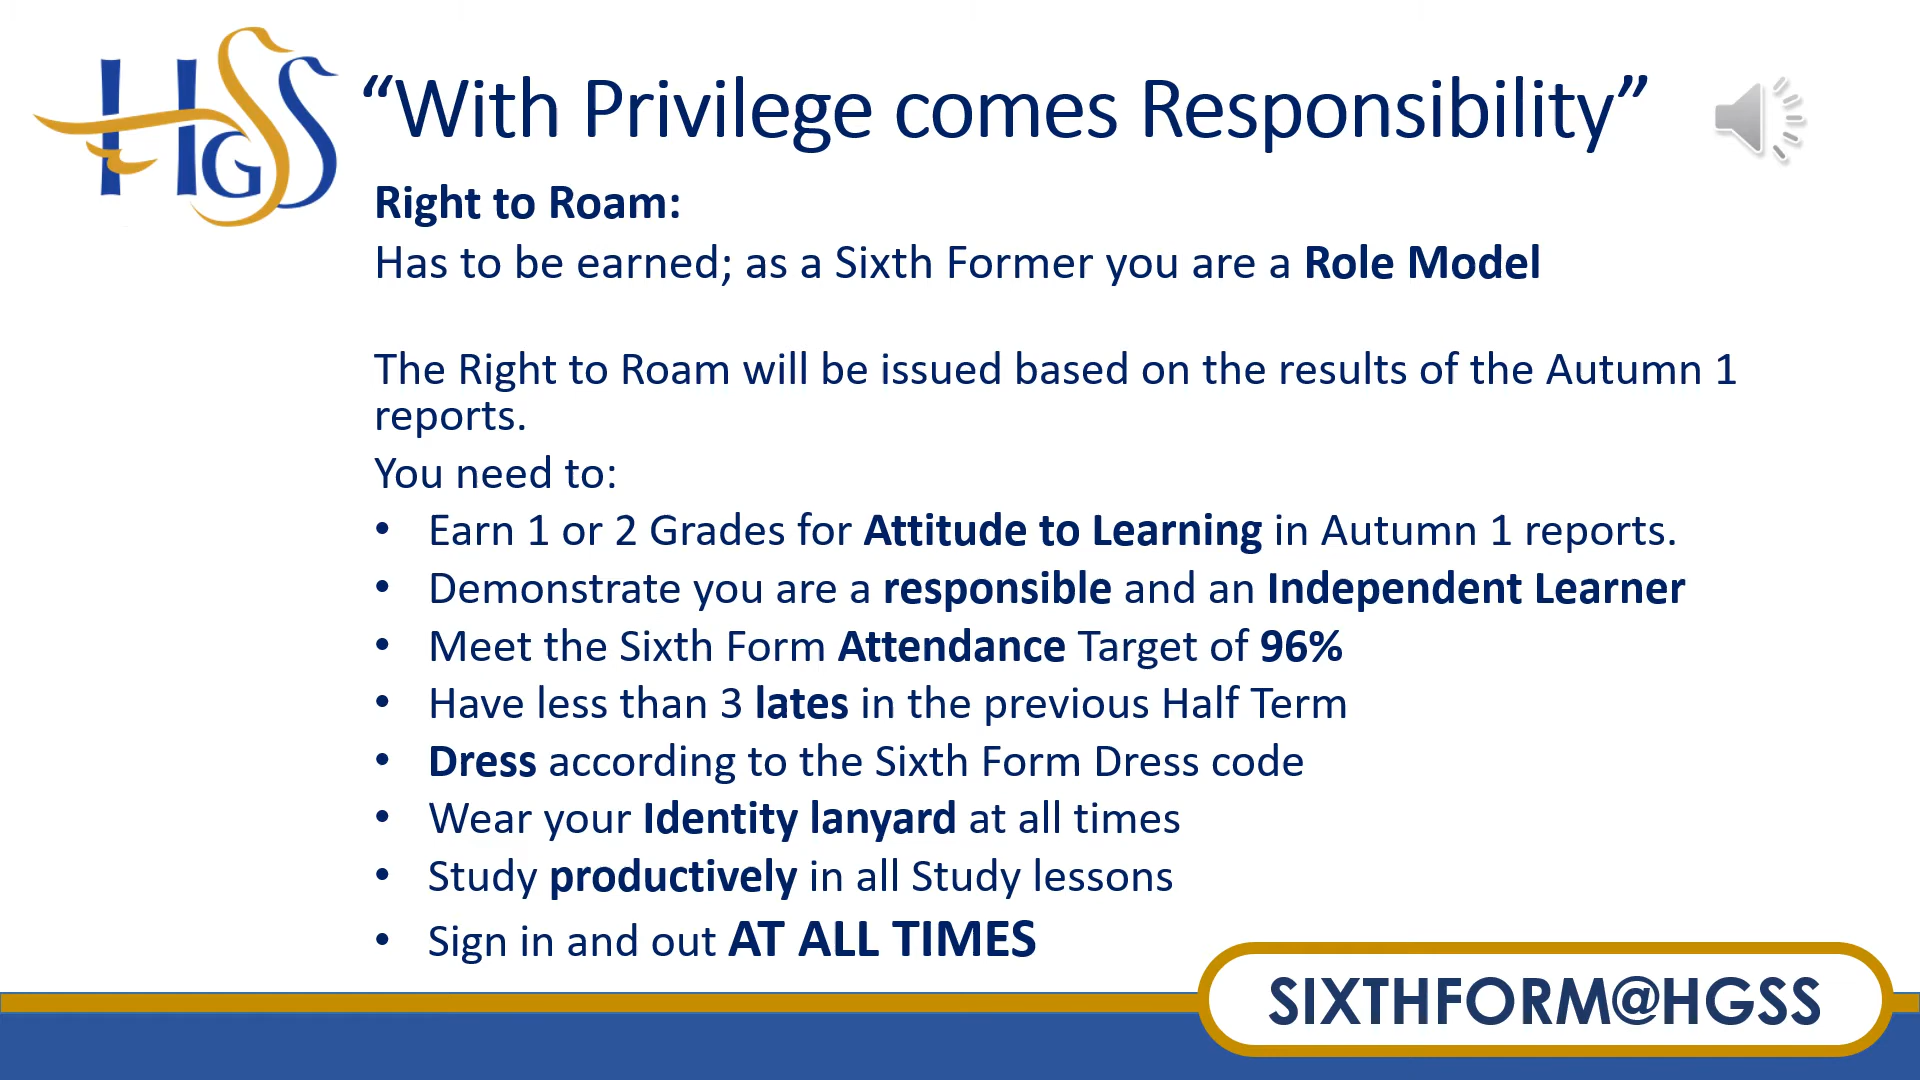 HGSS
“With Privilege comes Responsibility”
Right to Roam:
Has to be earned; as a Sixth Former you are a Role Model
The Right to Roam will be issued based on the results of the Autumn 1
reports.
You need to:
• Earn 1 or 2 Grades for Attitude to Learning in Autumn 1 reports.
• Demonstrate you are a responsible and an Independent Learner
• Meet the Sixth Form Attendance Target of 96%
• Have less than 3 lates in the previous Half Term
• Dress according to the Sixth Form Dress code
• Wear your Identity lanyard at all times
• Study productively in all Study lessons
• Sign in and out AT ALL TIMES
SIXTHFORM@HGSS